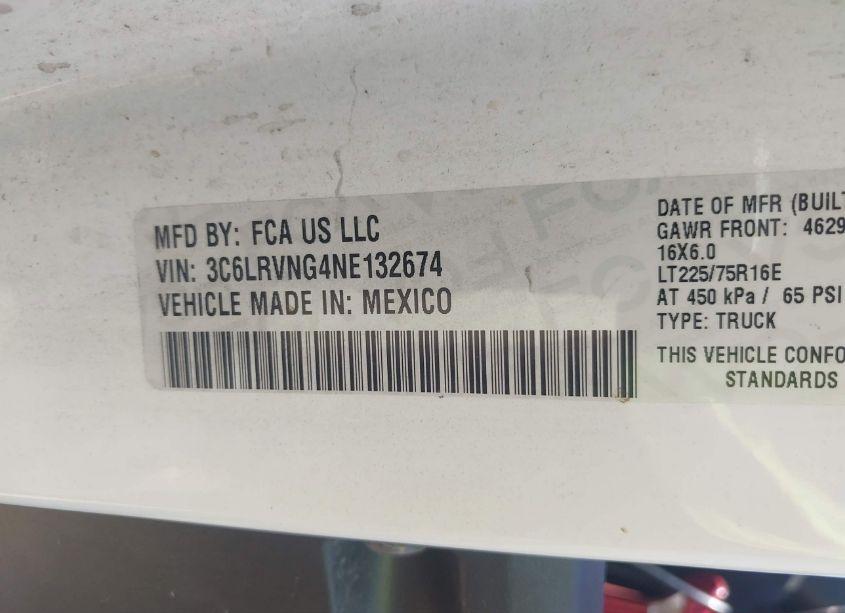 MFD BY: FCA US LLC
VIN: 3C6LRVNG4NE132674
VEHICLE MADE IN: MEXICO
DATE OF MFR (BUILT
GAWR FRONT: 4629
16X6.0
LT225/75R16E
AT 450 kPa / 65 PSI
TYPE: TRUCK
THIS VEHICLE CONFO
STANDARDS